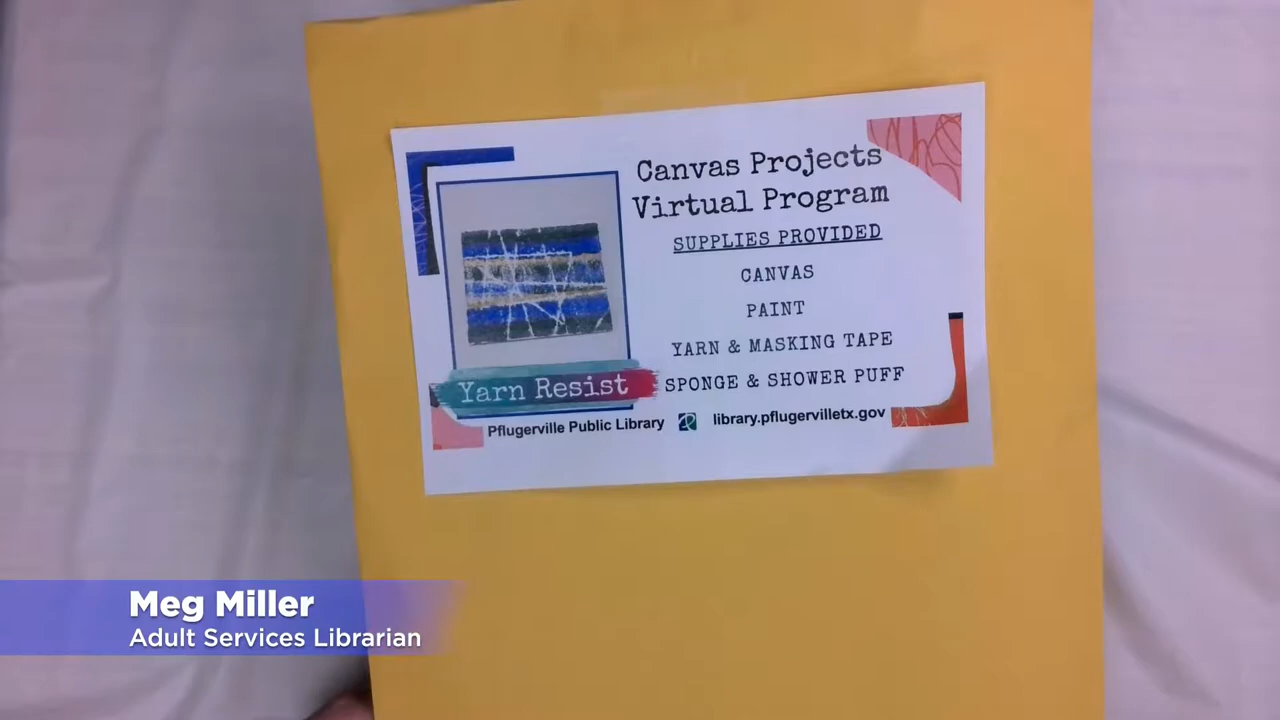 Canvas Projects
Virtual Program
SUPPLIES PROVIDED
CANVAS
PAINT
YARN & MASKING TAPE
SPONGE & SHOWER PUFF
Yarn Resist
Pflugerville Public Library library.pflugervilletx.gov
Meg Miller
Adult Services Librarian